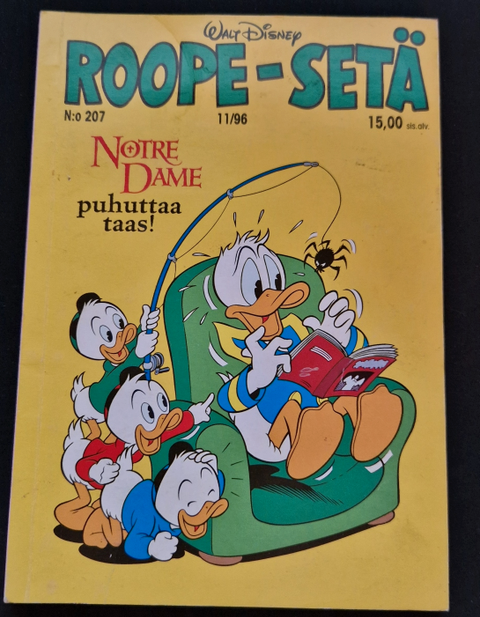 Walt Disney
ROOPE-SETÄ
N:o 207
11/96
15,00 sis.alv.
NOTRE
DAME
puhuttaa
taas!